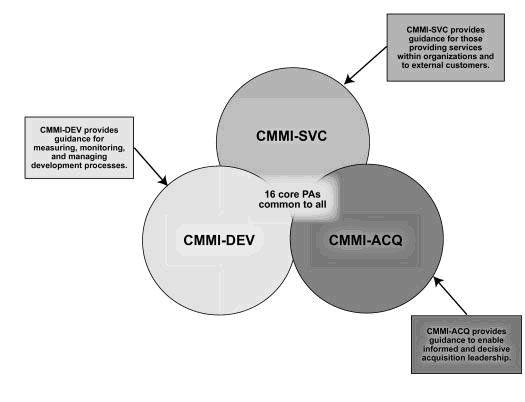 CMMI-SVC provides
guidance for those
providing services
within organizations and
to external customers.
CMMI-SVC
CMMI-DEV provides
guidance for
measuring, monitoring,
and managing
development processes.
16 core PAs
common to all
CMMI-DEV
CMMI-ACQ
CMMI-ACQ provides
guidance to enable
informed and decisive
acquisition leadership.